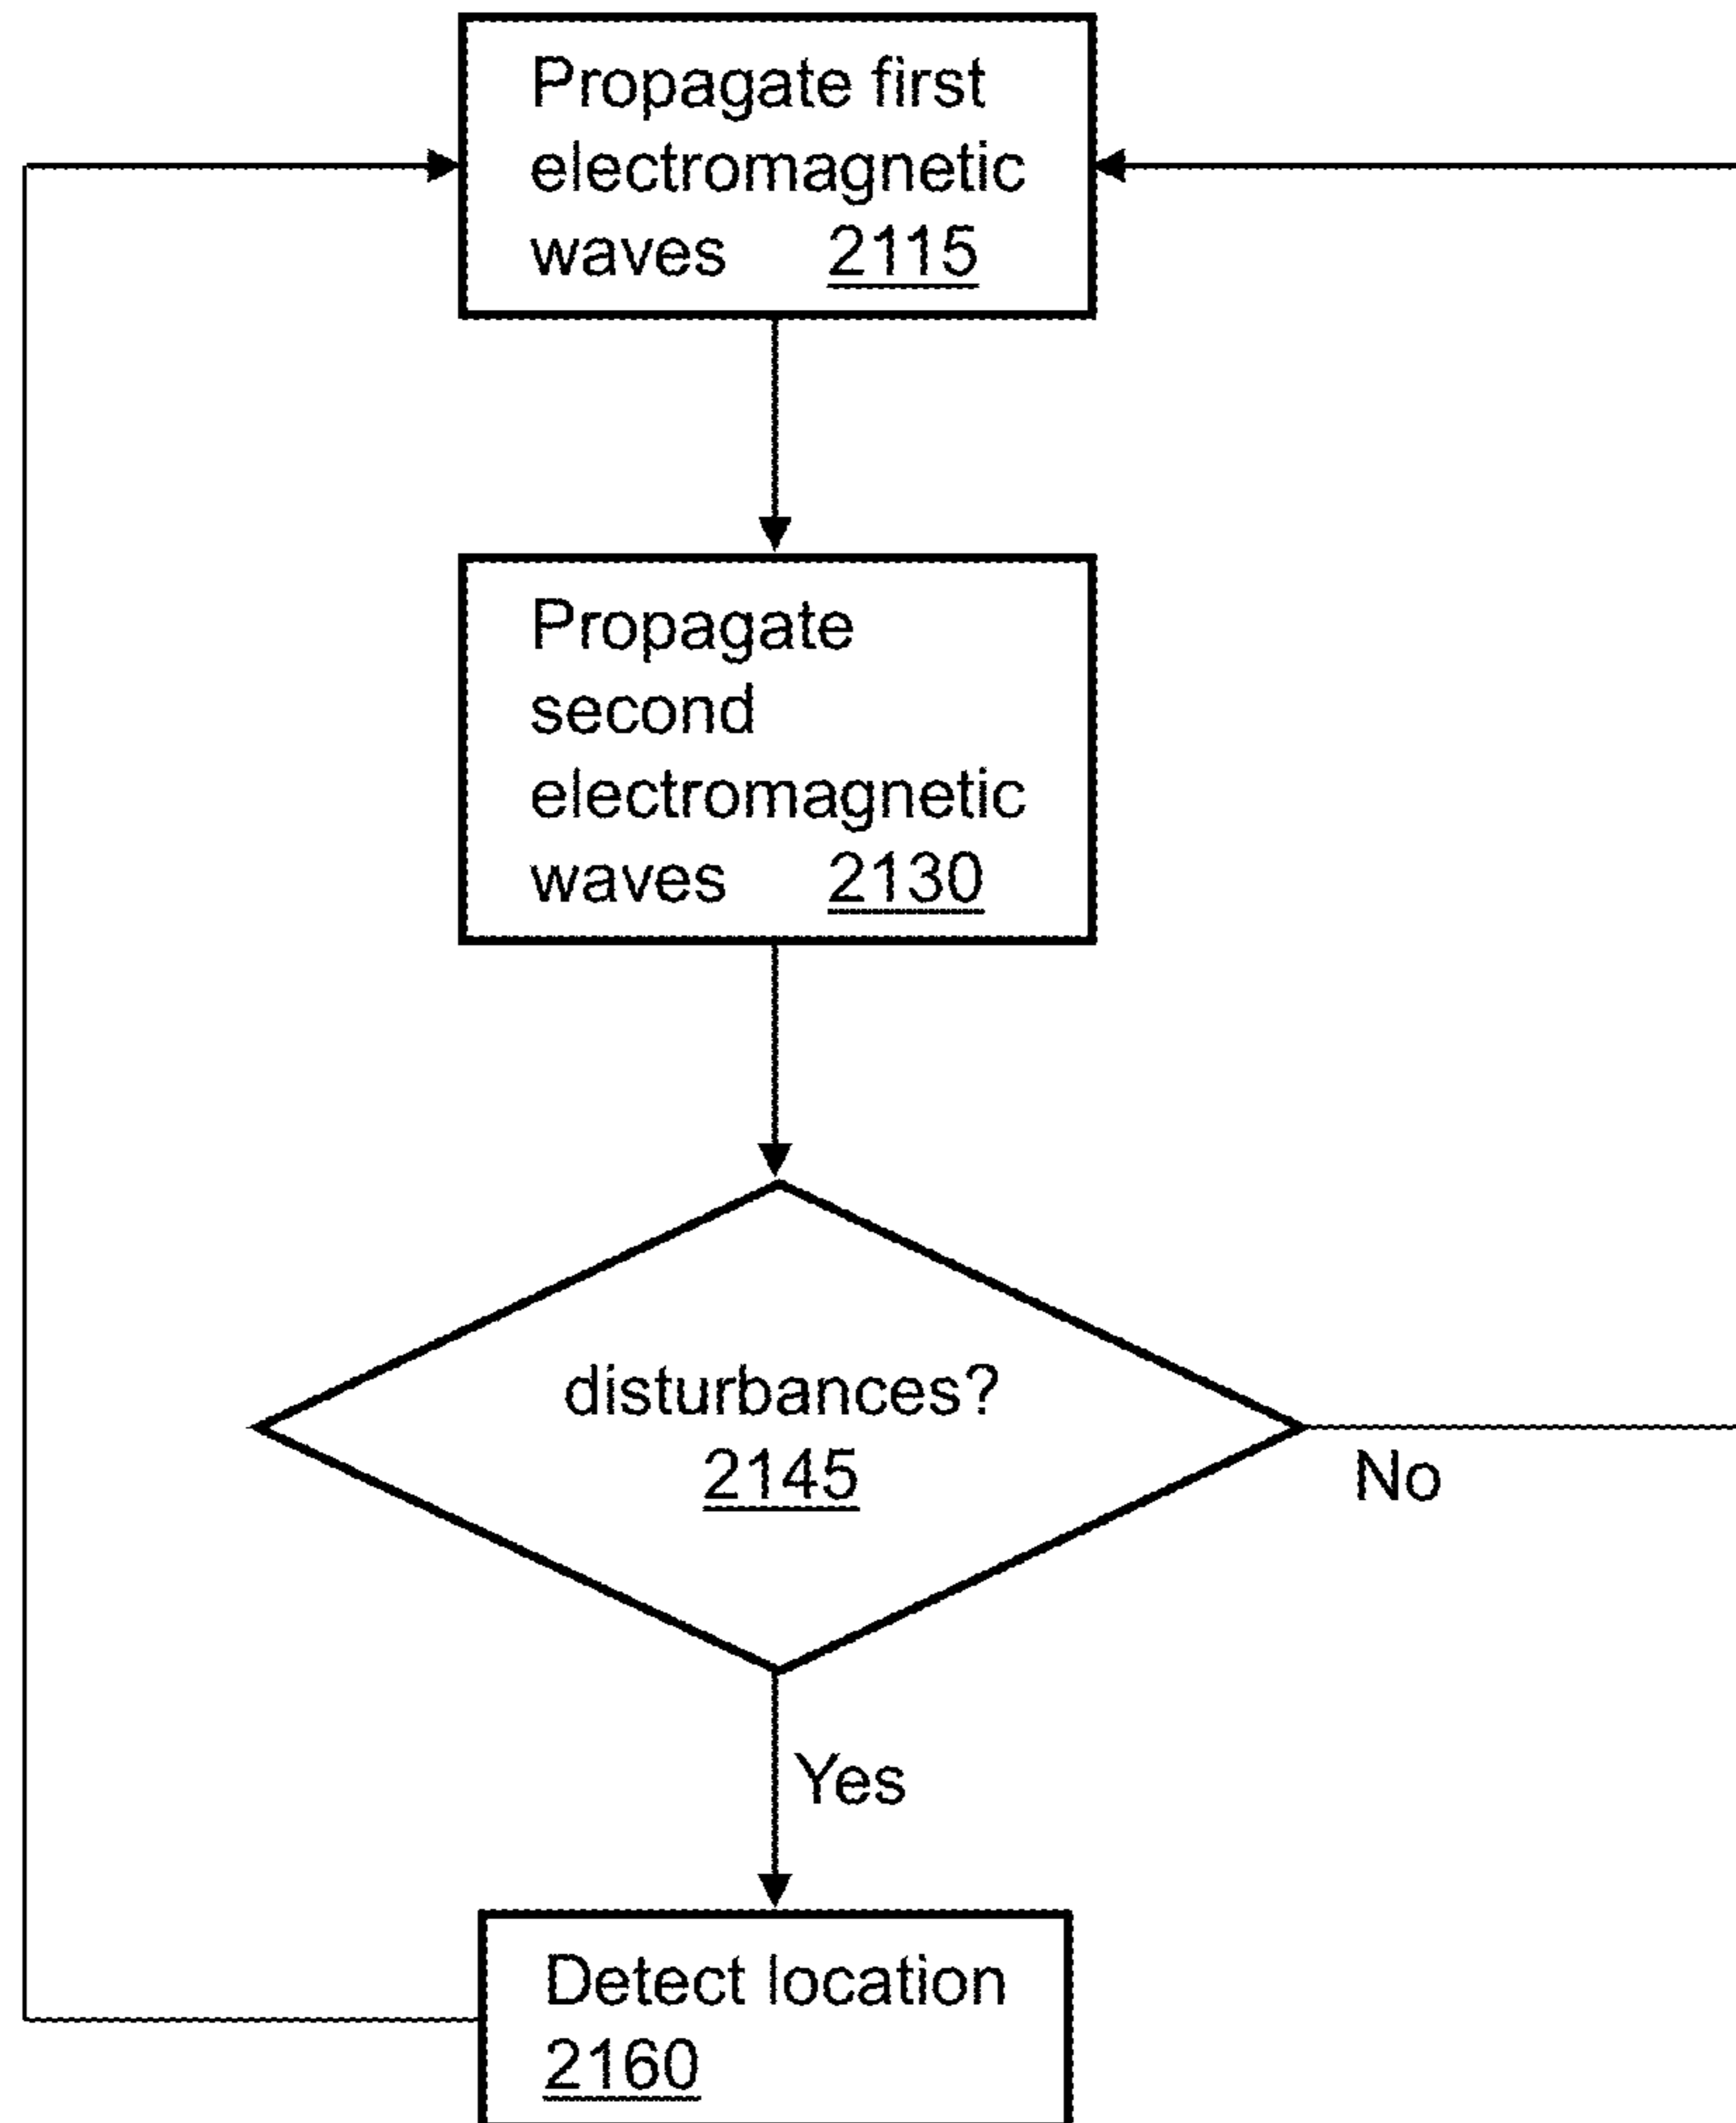 Propagate first
electromagnetic
waves 2115
Propagate
second
electromagnetic
waves 2130
disturbances?
2145
No
Yes
Detect location
2160